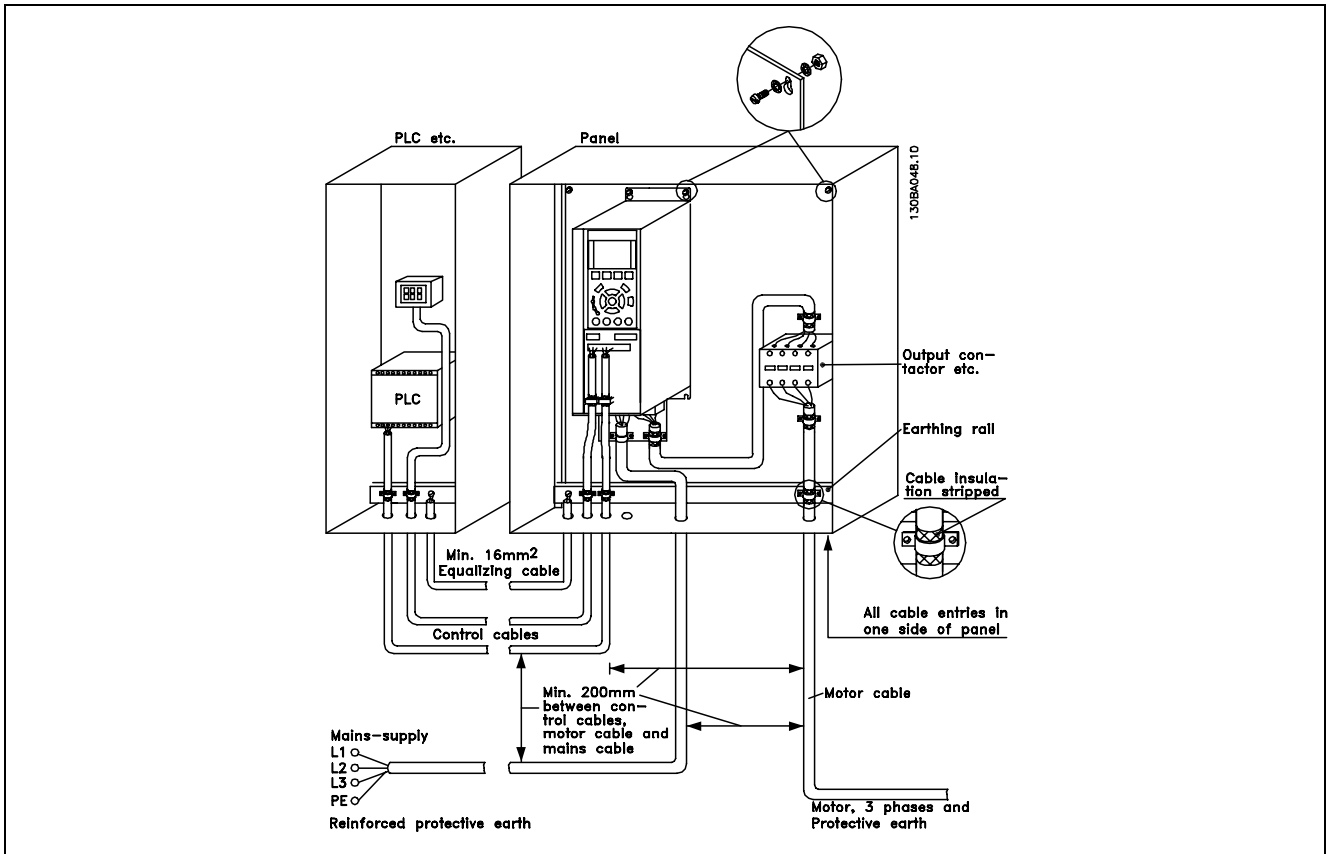 PLC etc.
Panel
130BA048.10
PLC
Output con-
tactor etc.
Earthing rail
Cable insula-
tion stripped
Min. 16mm2
Equalizing cable
All cable entries in
one side of panel
Control cables
Min. 200mm
between con-
trol cables,
motor cable and
mains cable
Motor cable
Mains-supply
L1
L2
L3
PE
Reinforced protective earth
Motor, 3 phases and
Protective earth